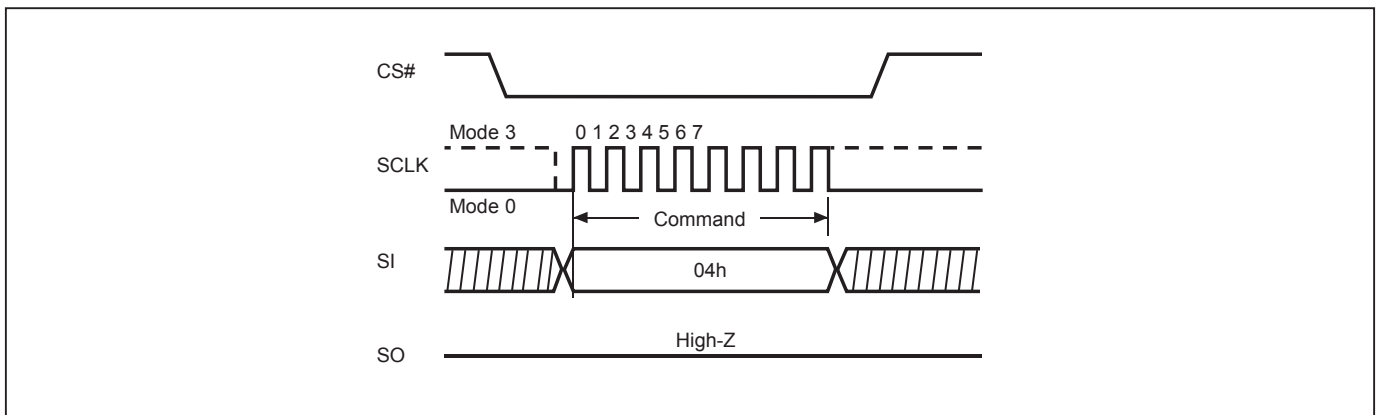 CS#
Mode 3
0 1 2 3 4 5 6 7
SCLK
Mode 0
Command
SI
04h
High-Z
SO